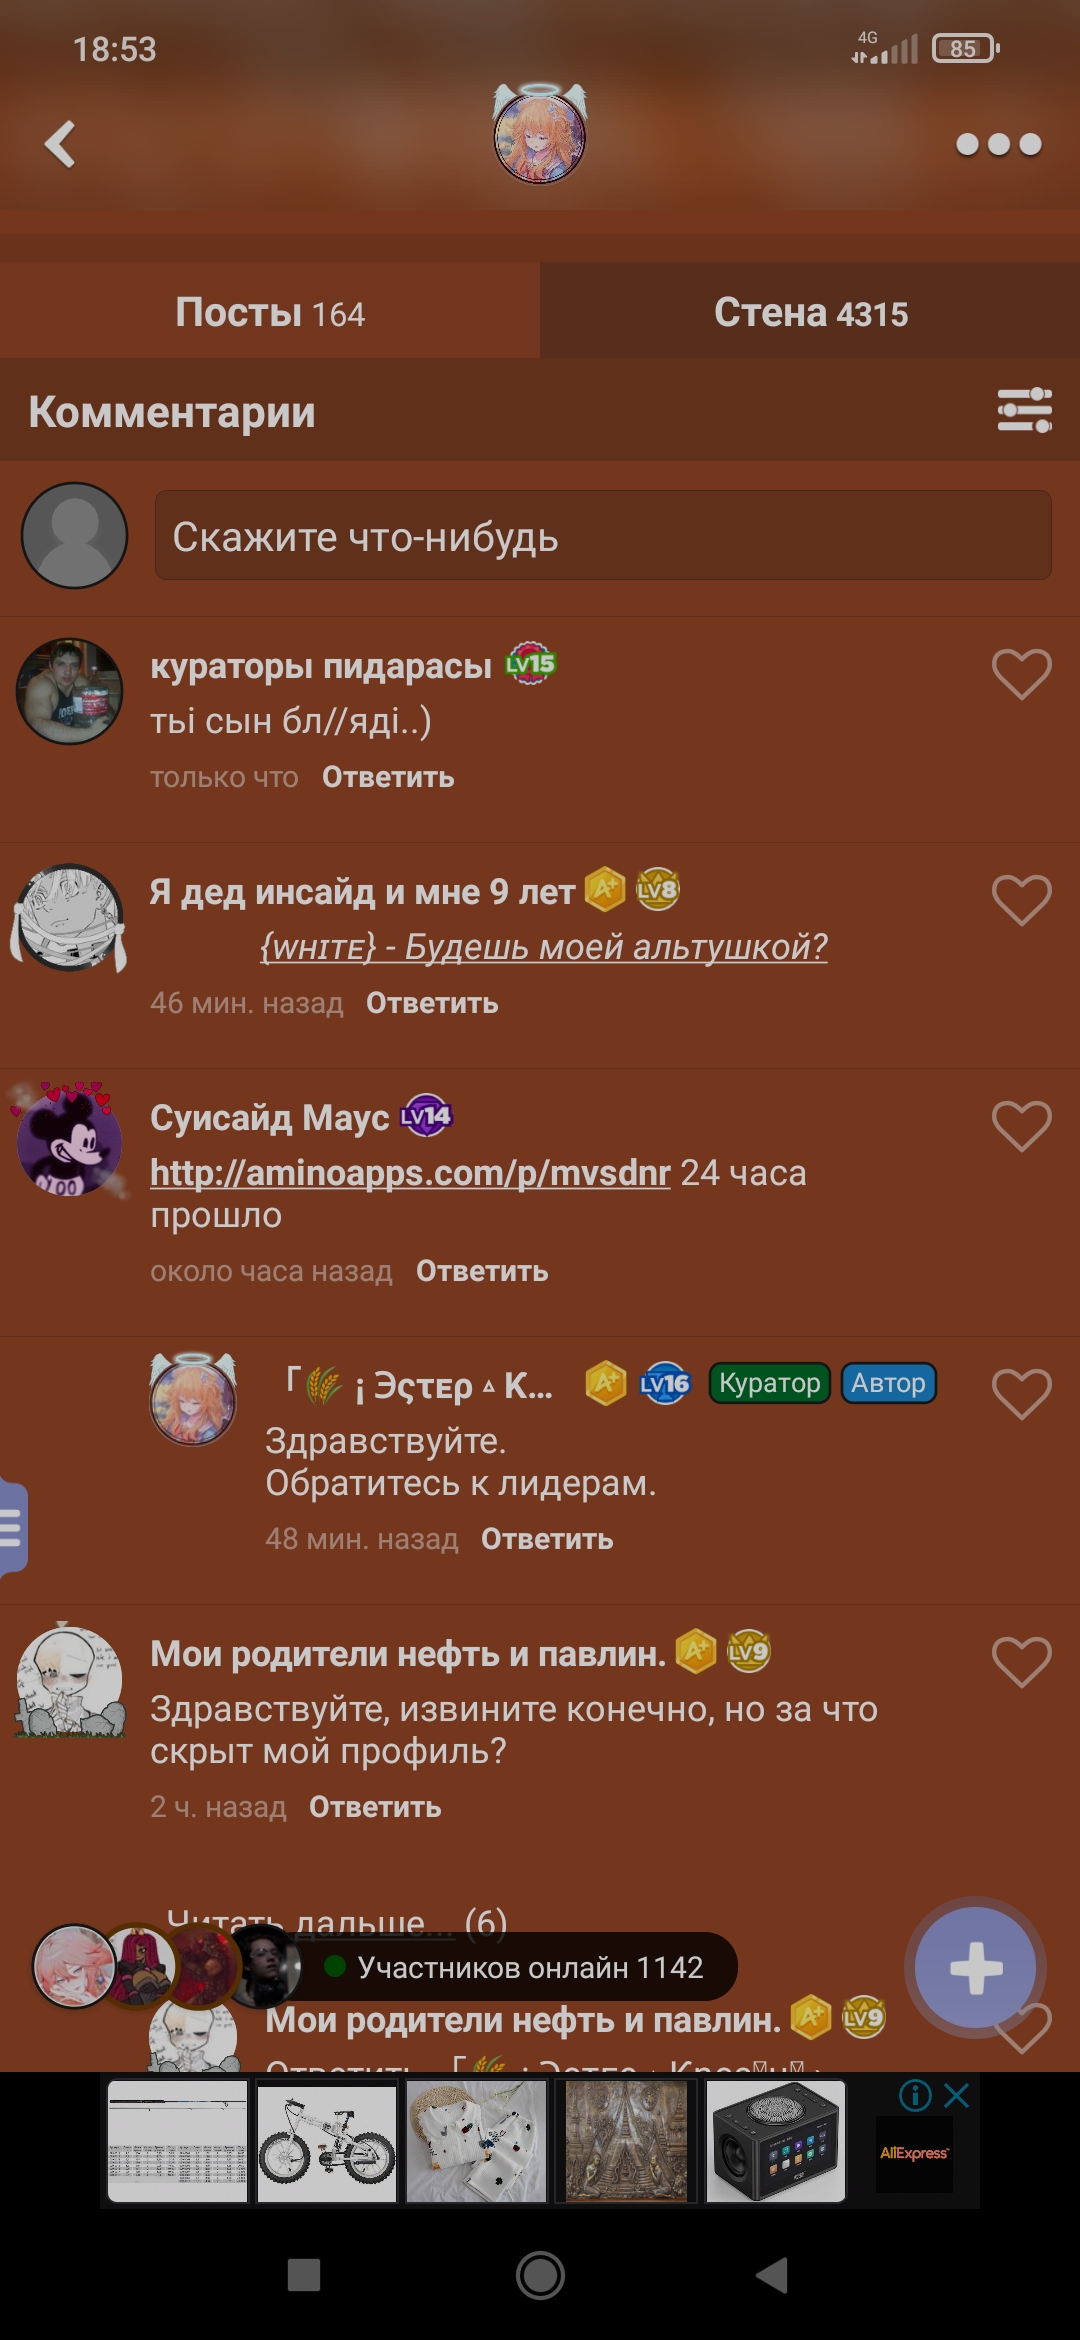 18:53
4G
85
Посты 164
Стена 4315
Комментарии
Скажите что-нибудь
кураторы пидарасы LV15
тьі сын бл//яді..)
только что Ответить
Я дед инсайд и мне 9 лет A+ LV8
{WHITE} - Будешь моей альтушкой?
46 мин. назад Ответить
Суисайд Маус LV14
http://aminoapps.com/p/mvsdnr 24 часа
прошло
около часа назад Ответить
「🌾 ¡ Эςτερ ▵ К... A+ LV16 Куратор Автор
Здравствуйте.
Обратитесь к лидерам.
48 мин. назад Ответить
Мои родители нефть и павлин. A+ LV9
Здравствуйте, извините конечно, но за что
скрыт мой профиль?
2 ч. назад Ответить
Читать дальше... (6)
Участников онлайн 1142
Мои родители нефть и павлин. A+ LV9
AliExpress